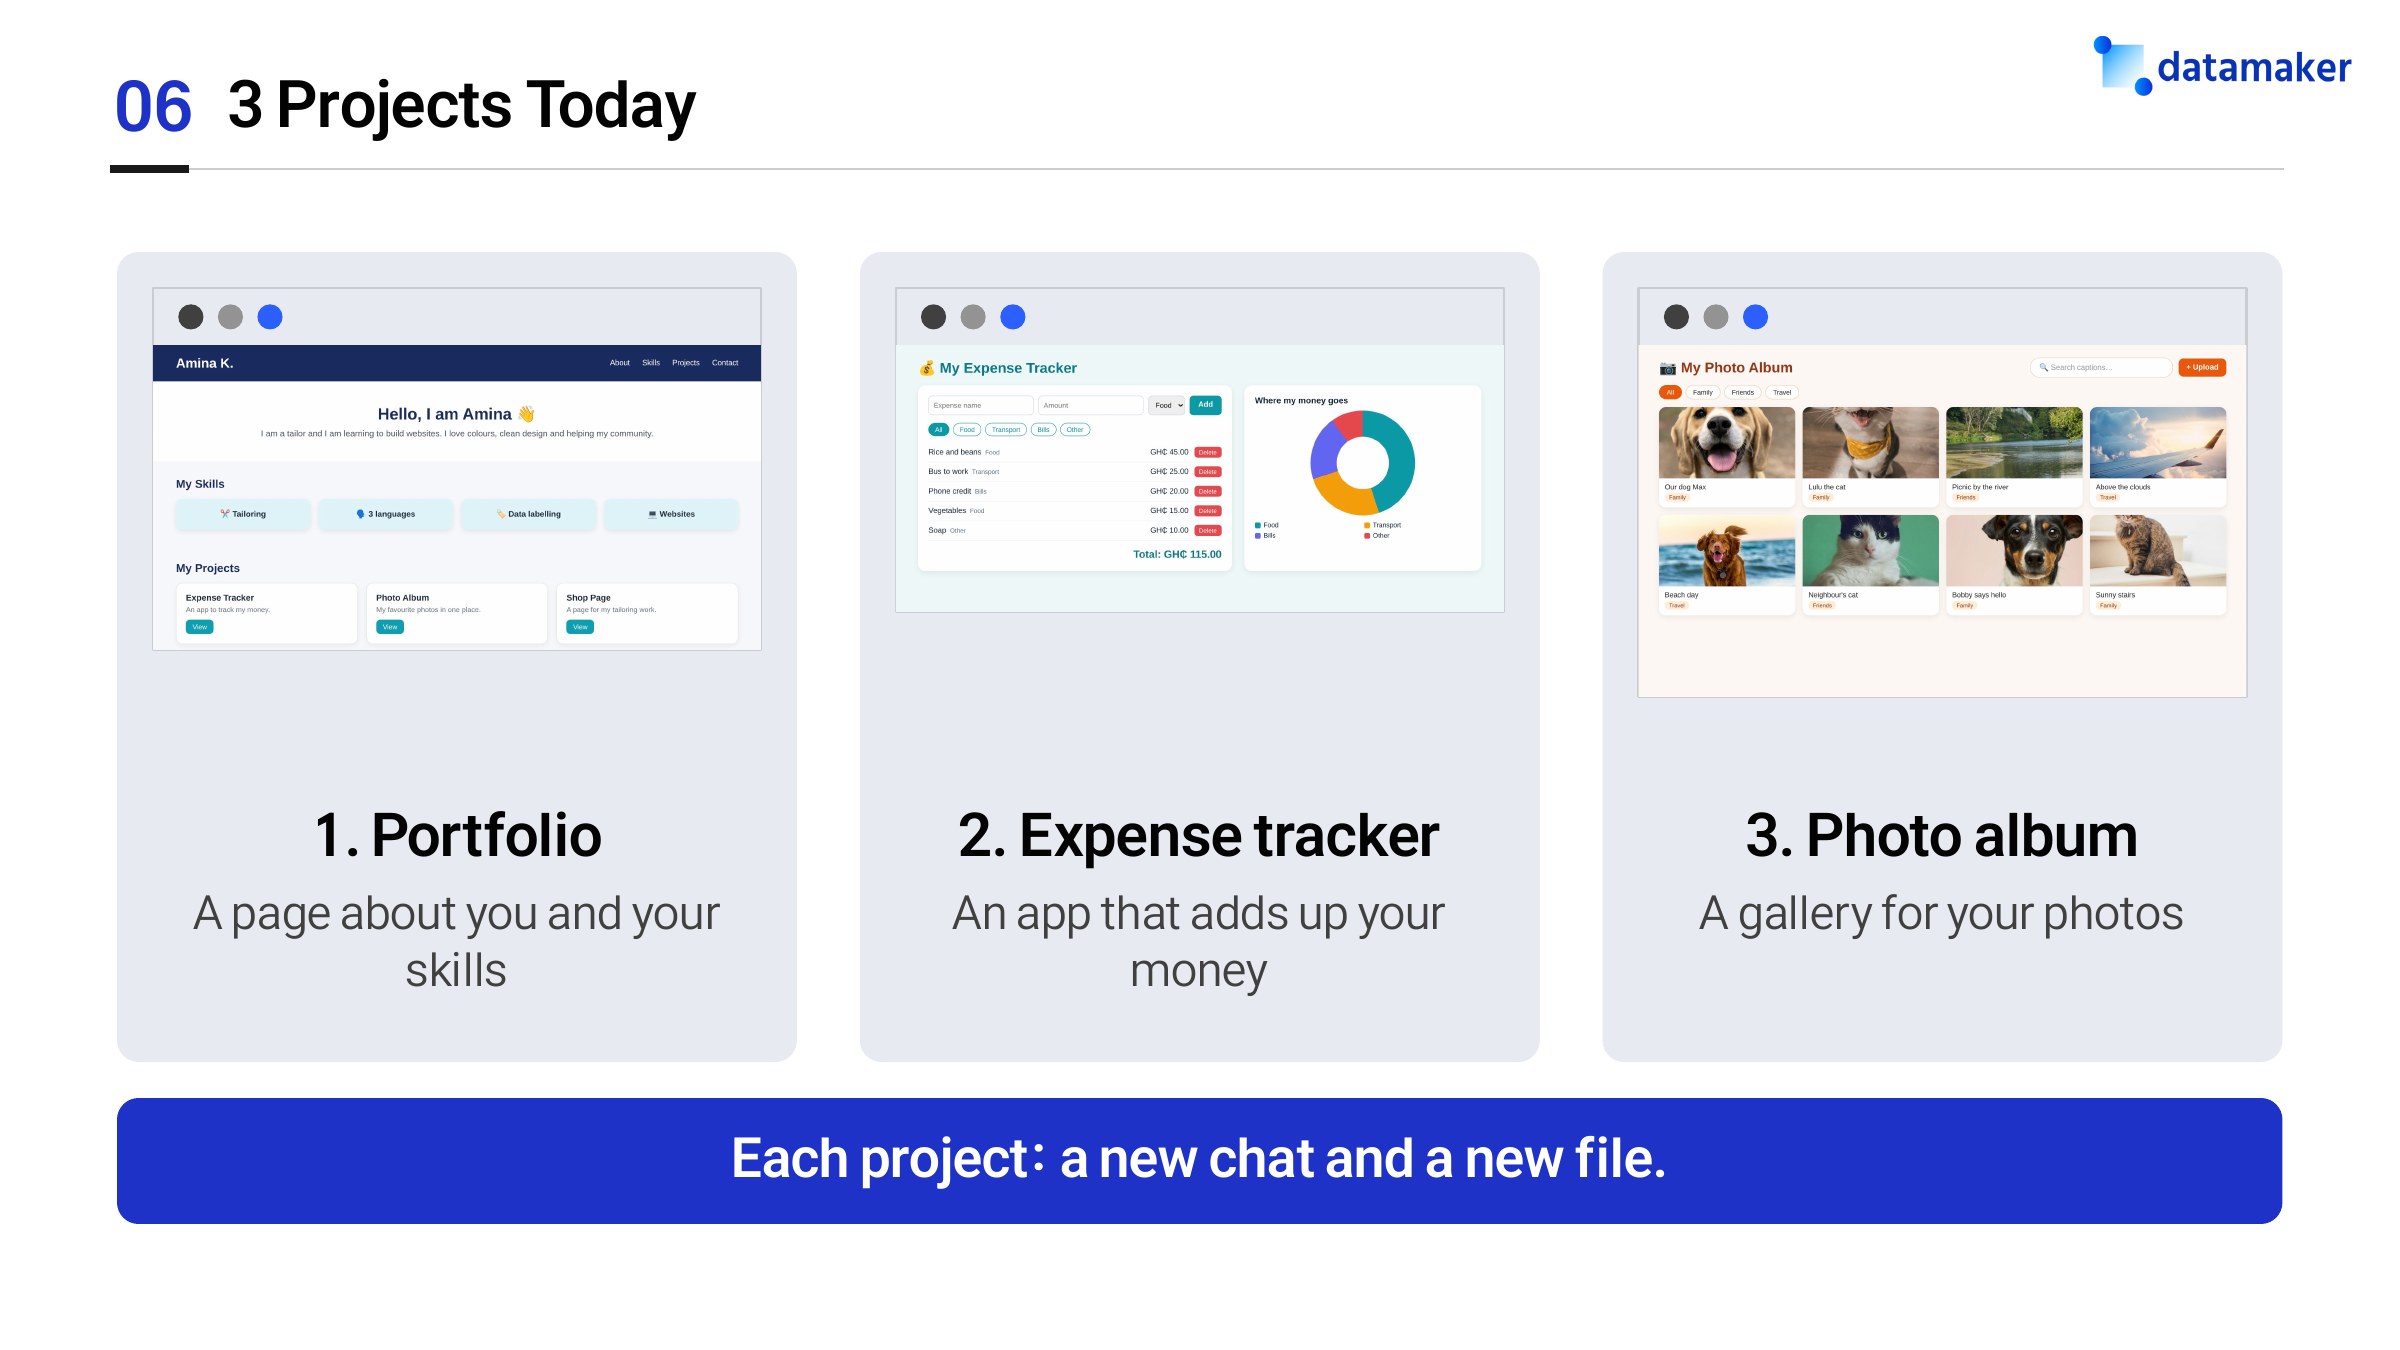 06 3 Projects Today
datamaker
Amina K.
About Skills Projects Contact
Hello, I am Amina 👋
I am a tailor and I am learning to build websites. I love colours, clean design and helping my community.
My Skills
✂️ Tailoring
🗣️ 3 languages
🏷️ Data labelling
💻 Websites
My Projects
Expense Tracker
An app to track my money.
View
Photo Album
My favourite photos in one place.
View
Shop Page
A page for my tailoring work.
View
1. Portfolio
A page about you and your
skills
💰 My Expense Tracker
Expense name
Amount
Food
Add
All Food Transport Bills Other
Rice and beans Food GH₵ 45.00 Delete
Bus to work Transport GH₵ 25.00 Delete
Phone credit Bills GH₵ 20.00 Delete
Vegetables Food GH₵ 15.00 Delete
Soap Other GH₵ 10.00 Delete
Total: GH₵ 115.00
Where my money goes
Food Transport
Bills Other
2. Expense tracker
An app that adds up your
money
📷 My Photo Album
🔍 Search captions...
+ Upload
All Family Friends Travel
Our dog Max
Family
Lulu the cat
Family
Picnic by the river
Friends
Above the clouds
Travel
Beach day
Travel
Neighbour's cat
Friends
Bobby says hello
Family
Sunny stairs
Family
3. Photo album
A gallery for your photos
Each project: a new chat and a new file.